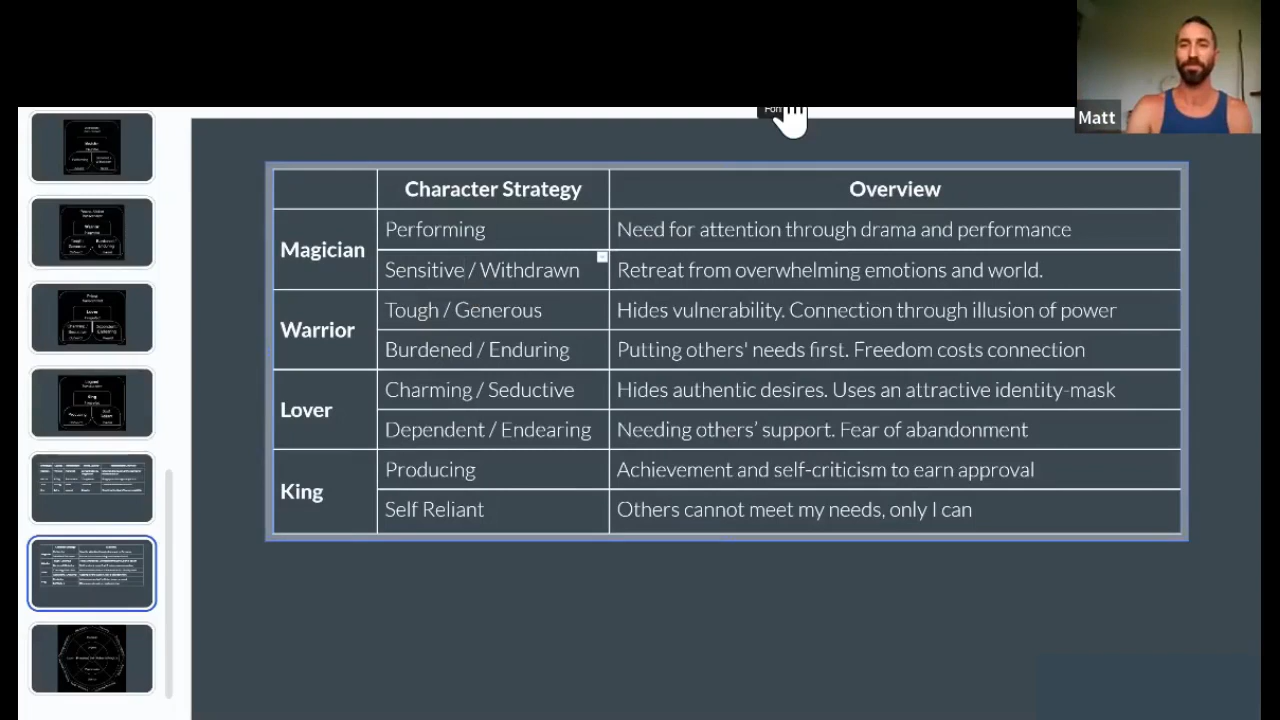 Matt
Character Strategy Overview
Magician
Performing Need for attention through drama and performance
Sensitive / Withdrawn Retreat from overwhelming emotions and world.
Warrior
Tough / Generous Hides vulnerability. Connection through illusion of power
Burdened / Enduring Putting others' needs first. Freedom costs connection
Lover
Charming / Seductive Hides authentic desires. Uses an attractive identity-mask
Dependent / Endearing Needing others’ support. Fear of abandonment
King
Producing Achievement and self-criticism to earn approval
Self Reliant Others cannot meet my needs, only I can
Warrior
Lover
King